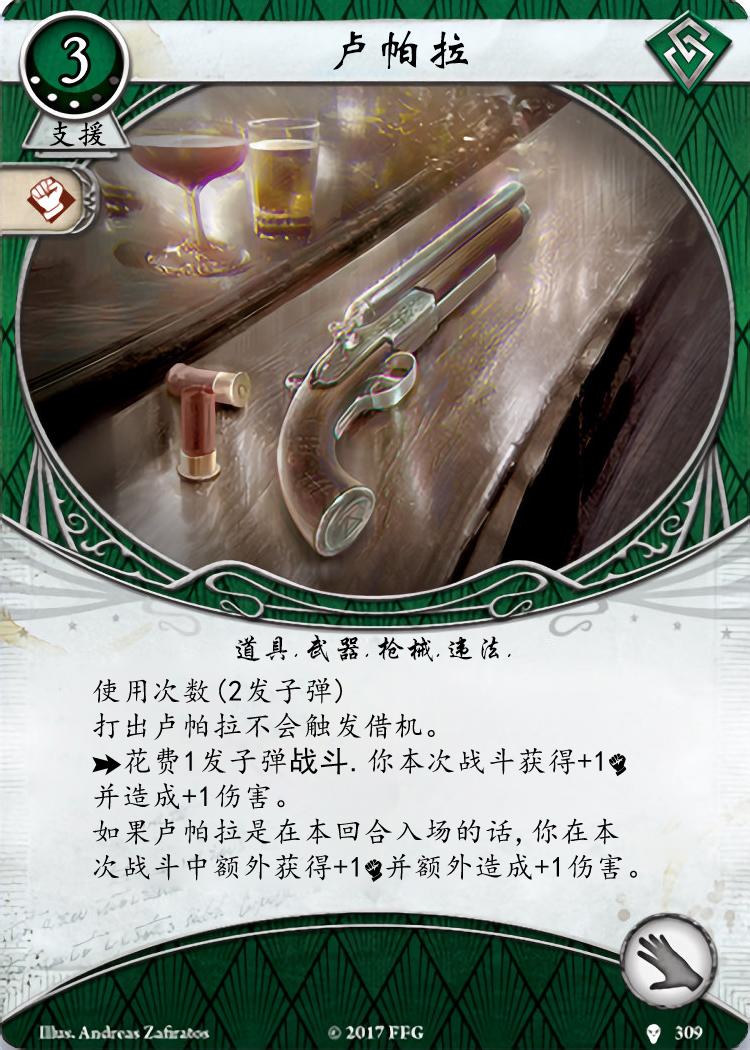 3
卢帕拉
支援
道具. 武器. 枪械. 违法.
使用次数(2发子弹)
打出卢帕拉不会触发借机。
花费1发子弹战斗. 你本次战斗获得+1
并造成+1伤害。
如果卢帕拉是在本回合入场的话, 你在本
次战斗中额外获得+1并额外造成+1伤害。
Illus. Andreas Zafiratos
© 2017 FFG
309